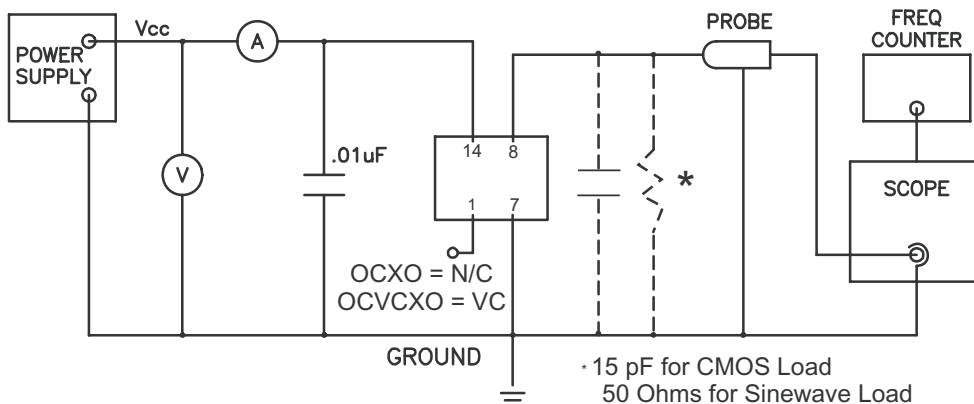 POWER
SUPPLY
Vcc
A
V
.01uF
14
8
1
7
OCXO = N/C
OCVCXO = VC
GROUND
PROBE
FREQ
COUNTER
SCOPE
*
* 15 pF for CMOS Load
50 Ohms for Sinewave Load